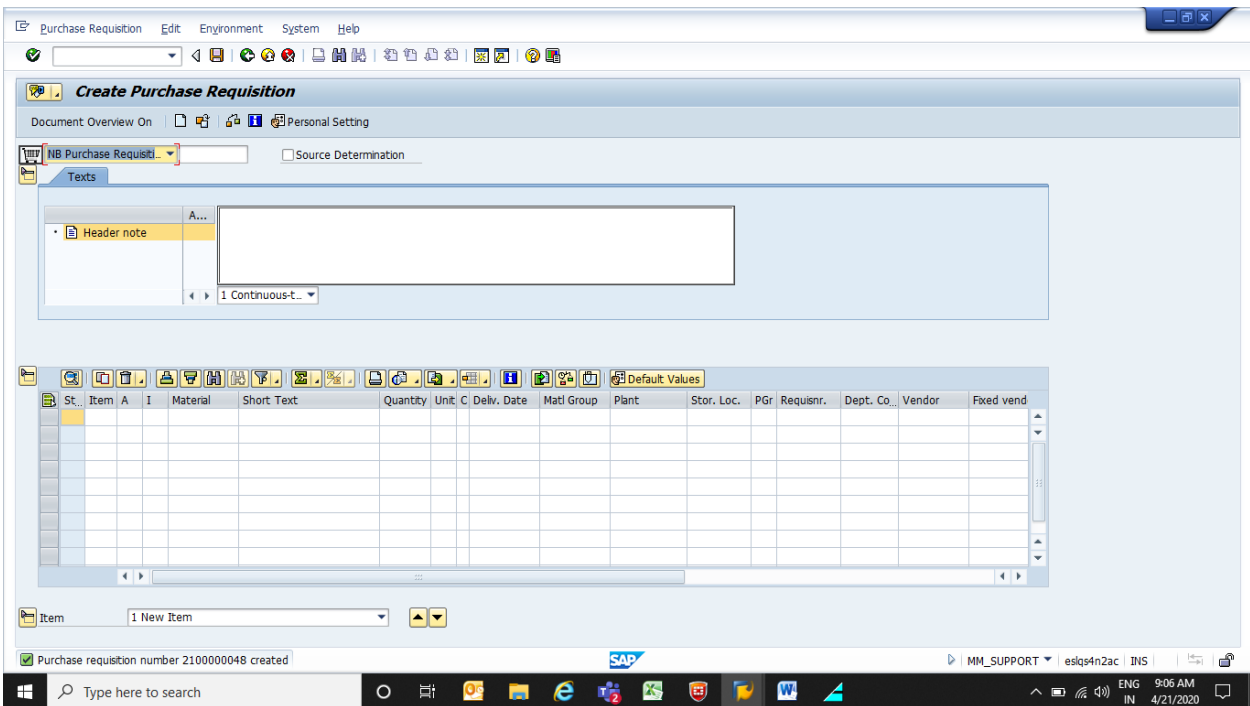 Purchase Requisition Edit Environment System Help
Create Purchase Requisition
Document Overview On Personal Setting
NB Purchase Requisiti... Source Determination
Texts
A...
Header note
1 Continuous-t...
Default Values
St... Item A I Material Short Text Quantity Unit C Deliv. Date Matl Group Plant Stor. Loc. PGr Requisnr. Dept. Co... Vendor Fixed vend
Item 1 New Item
Purchase requisition number 2100000048 created SAP MM_SUPPORT eslqs4n2ac INS
Type here to search ENG 9:06 AM
IN 4/21/2020